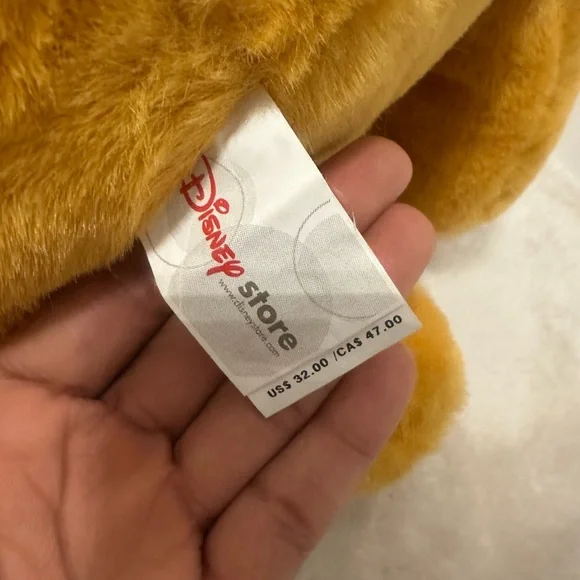 Disney store
www.disneystore.com
US$ 32.00 /CA$ 47.00